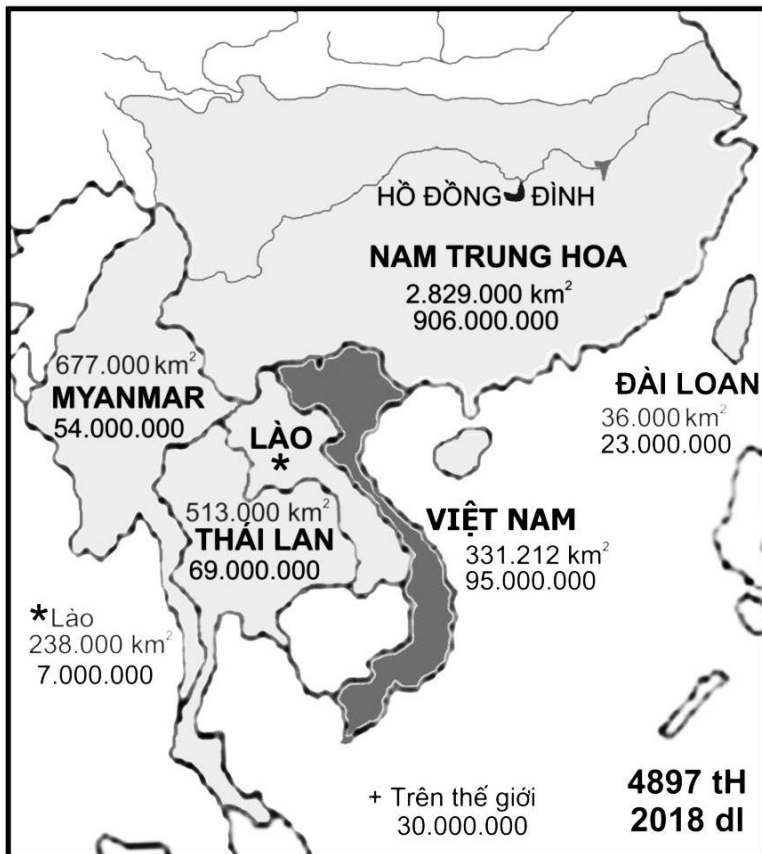 HỒ ĐỒNG ĐÌNH
NAM TRUNG HOA
2.829.000 km²
906.000.000
677.000 km²
MYANMAR
54.000.000
ĐÀI LOAN
36.000 km²
23.000.000
LÀO
*
513.000 km²
THÁI LAN
69.000.000
VIỆT NAM
331.212 km²
95.000.000
*Lào
238.000 km²
7.000.000
+ Trên thế giới
30.000.000
4897 tH
2018 dl